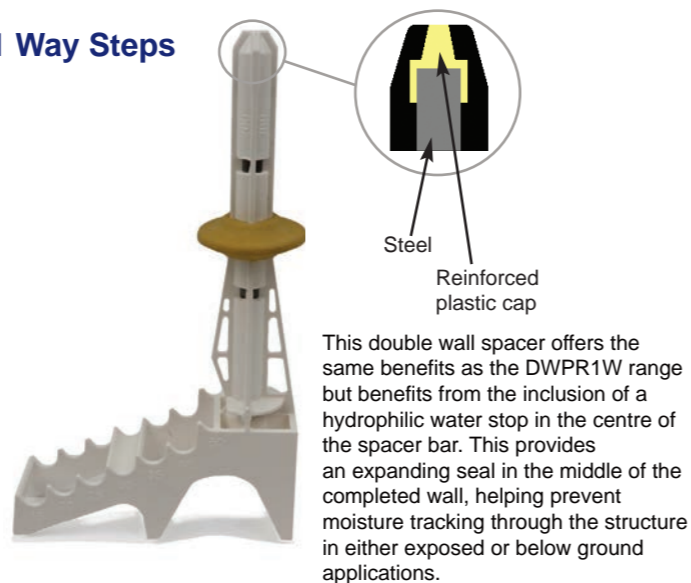 Way Steps
Steel
Reinforced
plastic cap
This double wall spacer offers the
same benefits as the DWPR1W range
but benefits from the inclusion of a
hydrophilic water stop in the centre of
the spacer bar. This provides
an expanding seal in the middle of the
completed wall, helping prevent
moisture tracking through the structure
in either exposed or below ground
applications.